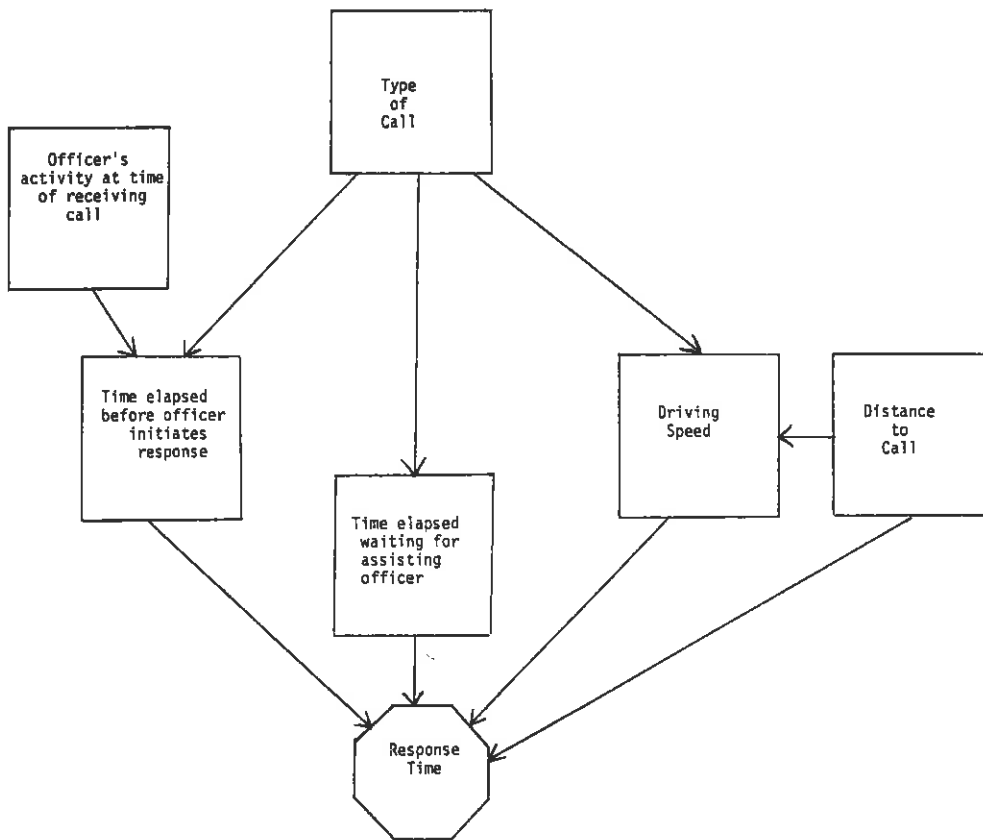 Type
of
Call
Officer's
activity at time
of receiving
call
Time elapsed
before officer
initiates
response
Driving
Speed
Distance
to
Call
Time elapsed
waiting for
assisting
officer
Response
Time